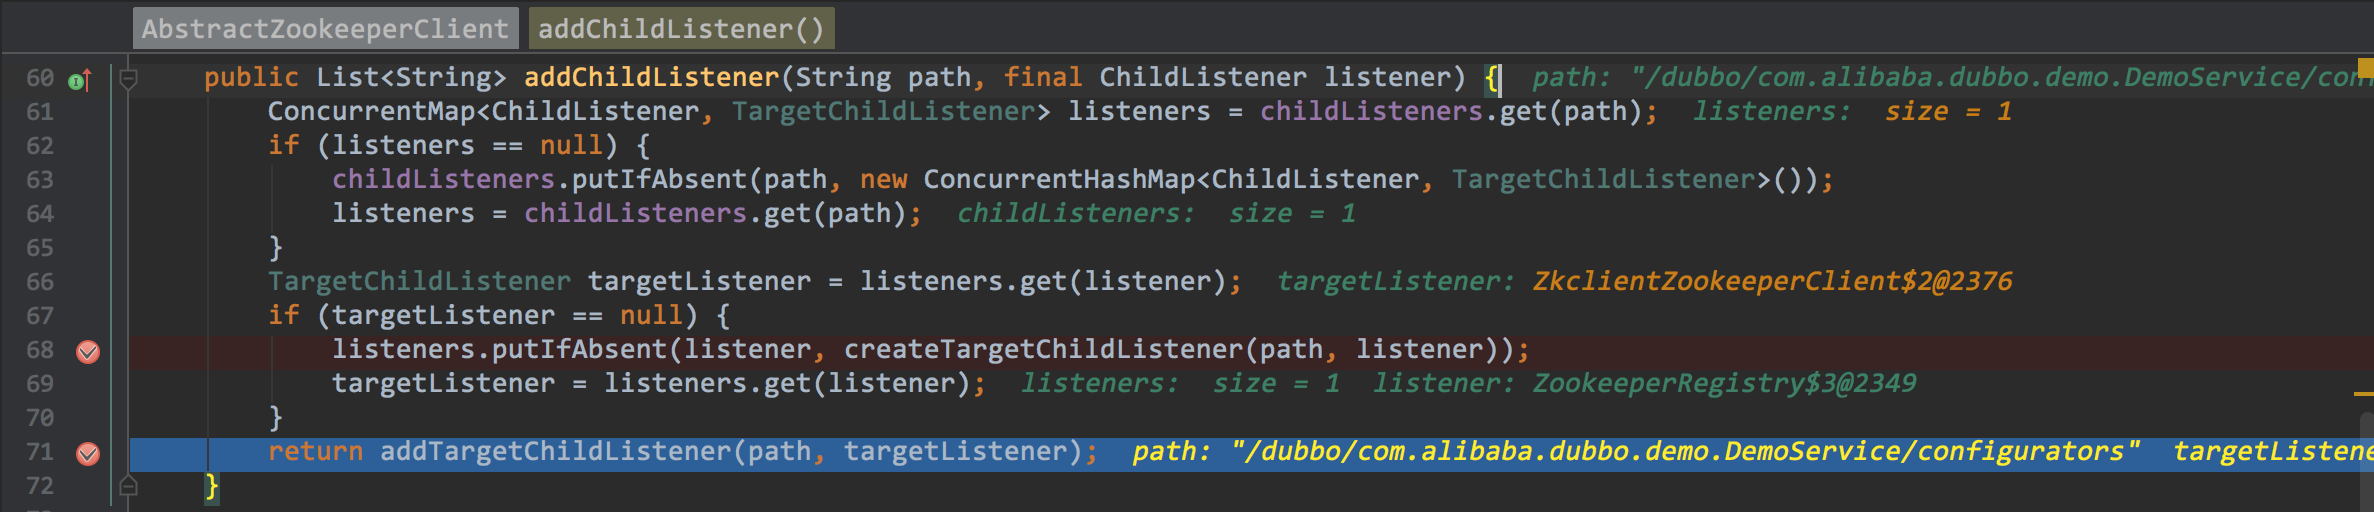 AbstractZookeeperClient addChildListener()
60 public List<String> addChildListener(String path, final ChildListener listener) { path: "/dubbo/com.alibaba.dubbo.demo.DemoService/con
61 ConcurrentMap<ChildListener, TargetChildListener> listeners = childListeners.get(path); listeners: size = 1
62 if (listeners == null) {
63 childListeners.putIfAbsent(path, new ConcurrentHashMap<ChildListener, TargetChildListener>());
64 listeners = childListeners.get(path); childListeners: size = 1
65 }
66 TargetChildListener targetListener = listeners.get(listener); targetListener: ZkclientZookeeperClient$2@2376
67 if (targetListener == null) {
68 listeners.putIfAbsent(listener, createTargetChildListener(path, listener));
69 targetListener = listeners.get(listener); listeners: size = 1 listener: ZookeeperRegistry$3@2349
70 }
71 return addTargetChildListener(path, targetListener); path: "/dubbo/com.alibaba.dubbo.demo.DemoService/configurators" targetListene
72 }